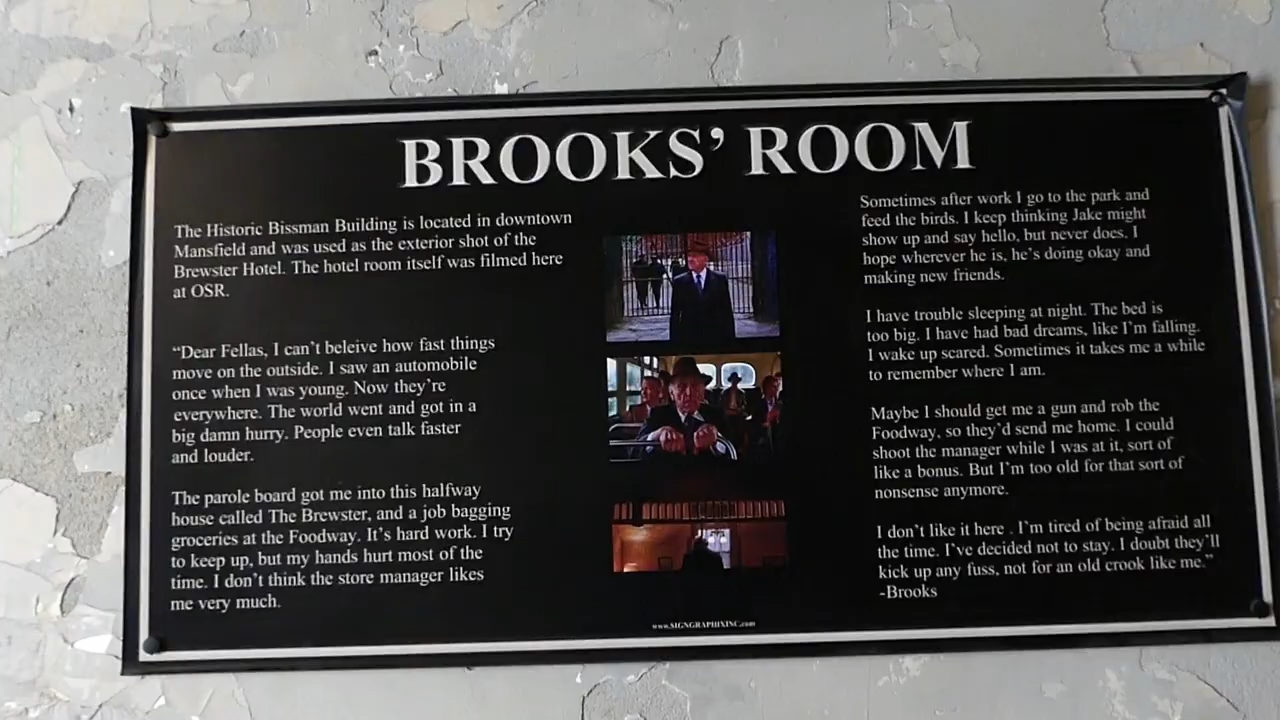 BROOKS’ ROOM
The Historic Bissman Building is located in downtown
Mansfield and was used as the exterior shot of the
Brewster Hotel. The hotel room itself was filmed here
at OSR.
“Dear Fellas, I can’t beleive how fast things
move on the outside. I saw an automobile
once when I was young. Now they’re
everywhere. The world went and got in a
big damn hurry. People even talk faster
and louder.
The parole board got me into this halfway
house called The Brewster, and a job bagging
groceries at the Foodway. It’s hard work. I try
to keep up, but my hands hurt most of the
time. I don’t think the store manager likes
me very much.
Sometimes after work I go to the park and
feed the birds. I keep thinking Jake might
show up and say hello, but never does. I
hope wherever he is, he’s doing okay and
making new friends.
I have trouble sleeping at night. The bed is
too big. I have had bad dreams, like I’m falling.
I wake up scared. Sometimes it takes me a while
to remember where I am.
Maybe I should get me a gun and rob the
Foodway, so they’d send me home. I could
shoot the manager while I was at it, sort of
like a bonus. But I’m too old for that sort of
nonsense anymore.
I don’t like it here . I’m tired of being afraid all
the time. I’ve decided not to stay. I doubt they’ll
kick up any fuss, not for an old crook like me.”
-Brooks
www.SIGNGRAPHIXINC.com